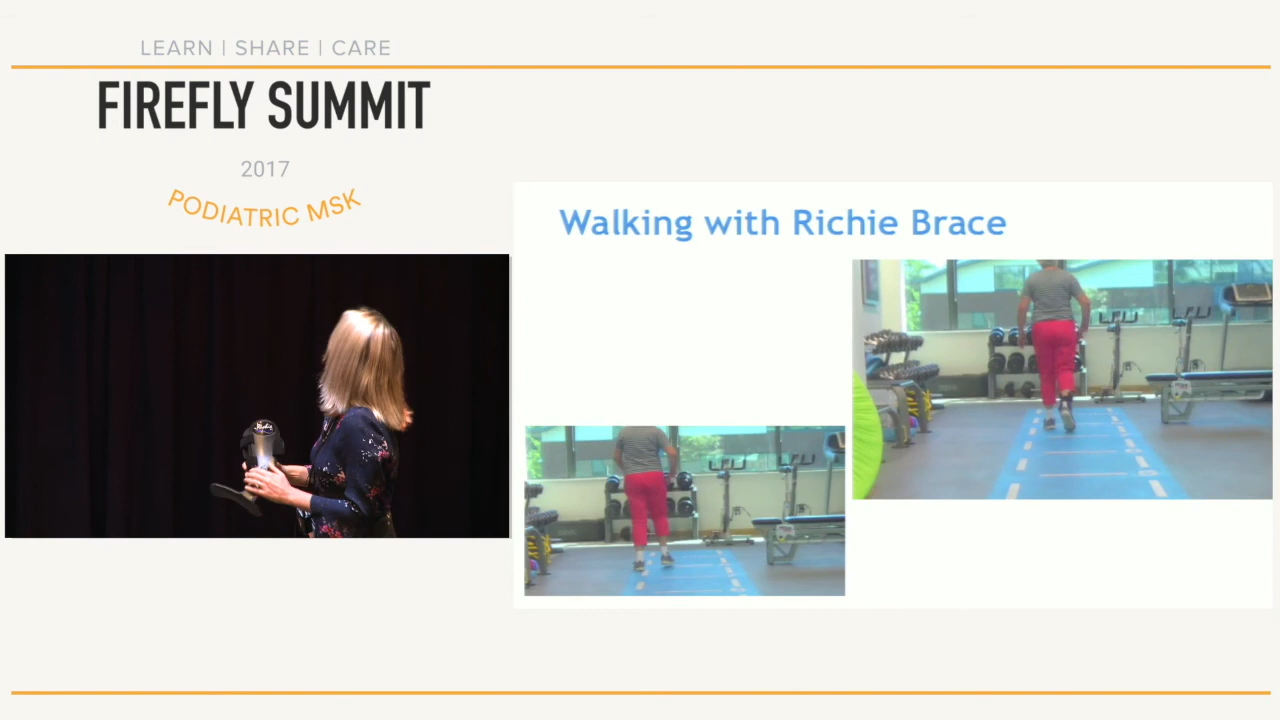 LEARN | SHARE | CARE
FIREFLY SUMMIT
2017
PODIATRIC MSK
Walking with Richie Brace